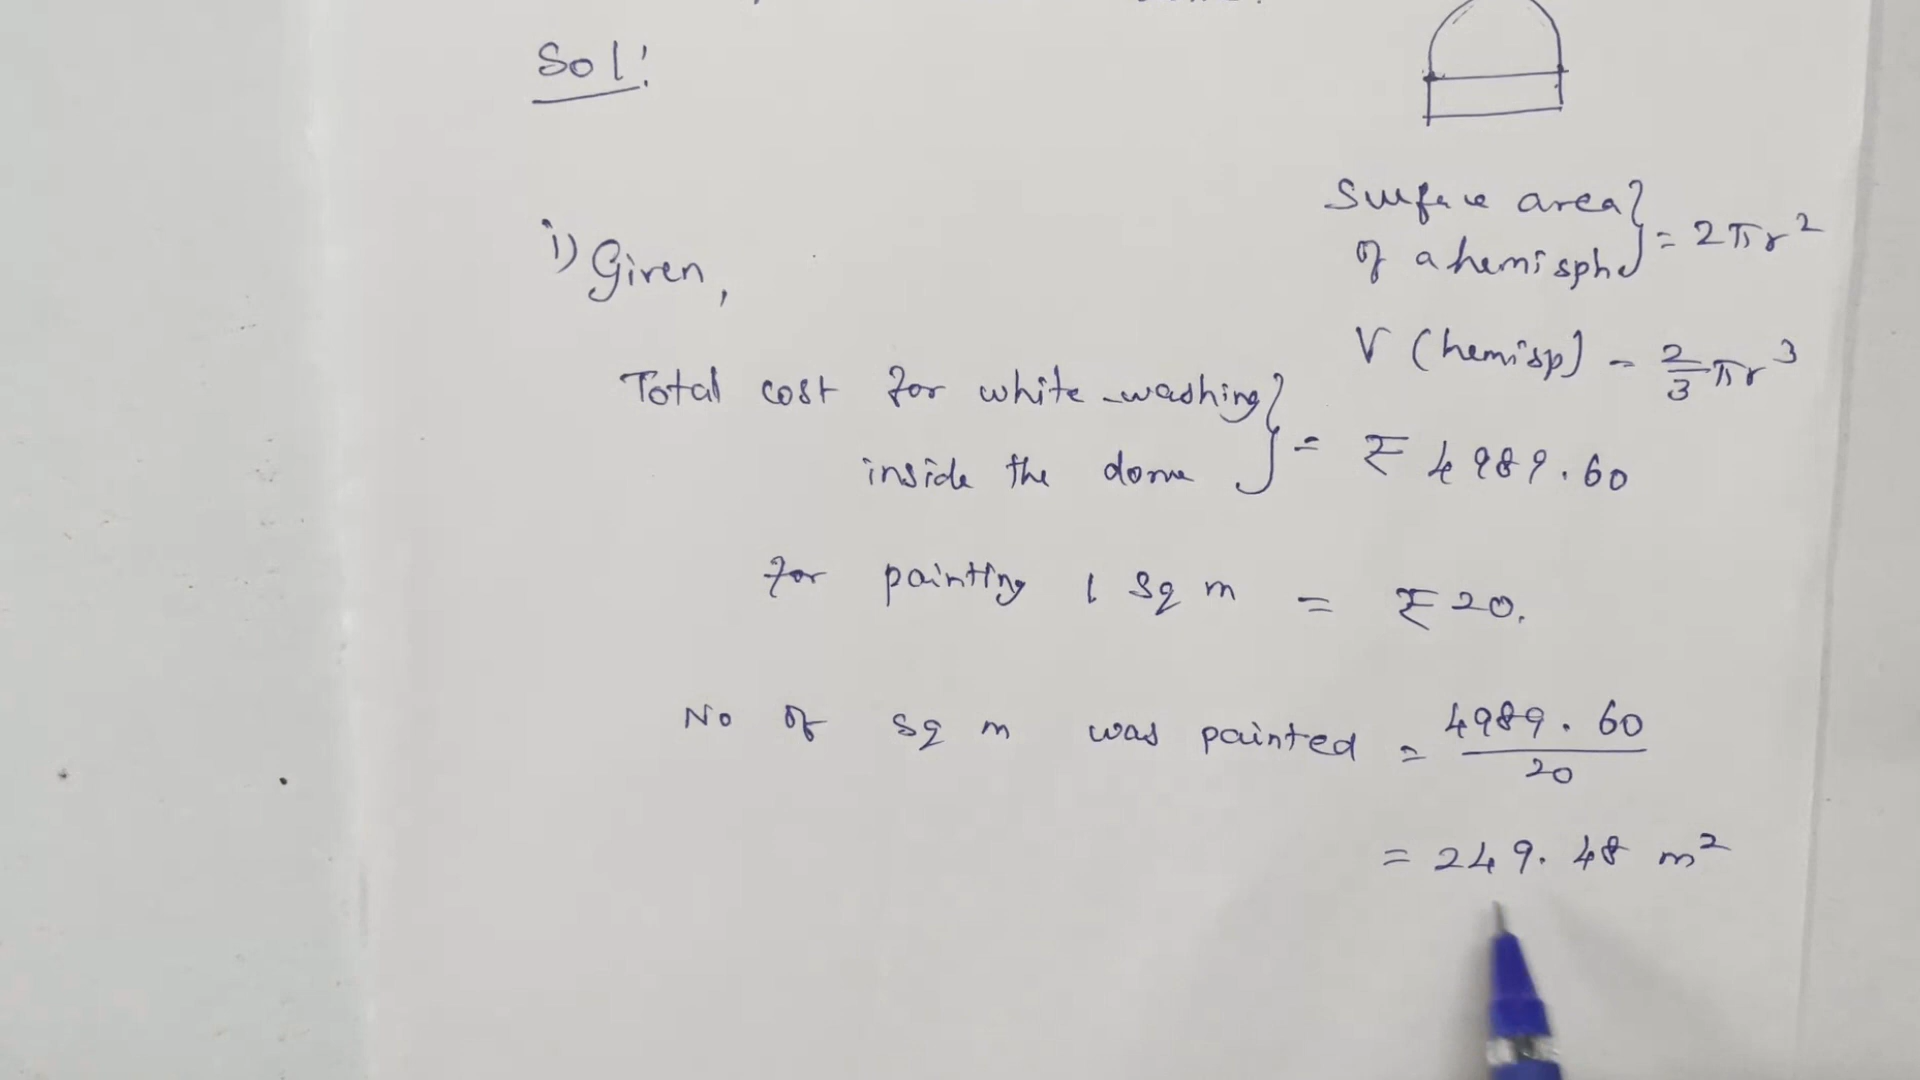 Sol:
Surface area } = 2πr²
of a hemisphe
i) Given,
V (hemisp) - 2/3 πr³
Total cost for white-washing } = ₹ 4989.60
inside the dome
for painting 1 sq m = ₹ 20.
No of sq m was painted = 4989.60
20
= 249.48 m²